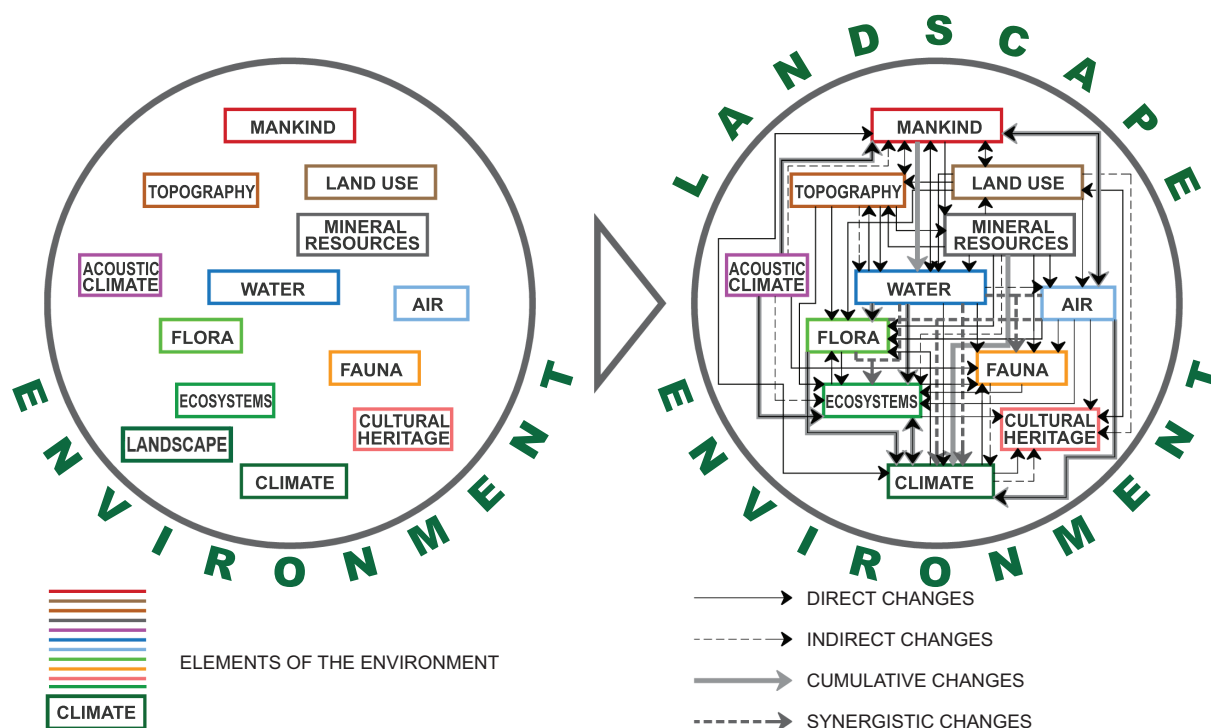 MANKIND
TOPOGRAPHY
LAND USE
MINERAL
RESOURCES
ACOUSTIC
CLIMATE
WATER
AIR
FLORA
FAUNA
ECOSYSTEMS
CULTURAL
HERITAGE
LANDSCAPE
CLIMATE
ENVIRONMENT
LANDSCAPE
MANKIND
TOPOGRAPHY
LAND USE
MINERAL
RESOURCES
ACOUSTIC
CLIMATE
WATER
AIR
FLORA
FAUNA
ECOSYSTEMS
CULTURAL
HERITAGE
CLIMATE
ENVIRONMENT
ELEMENTS OF THE ENVIRONMENT
CLIMATE
DIRECT CHANGES
INDIRECT CHANGES
CUMULATIVE CHANGES
SYNERGISTIC CHANGES